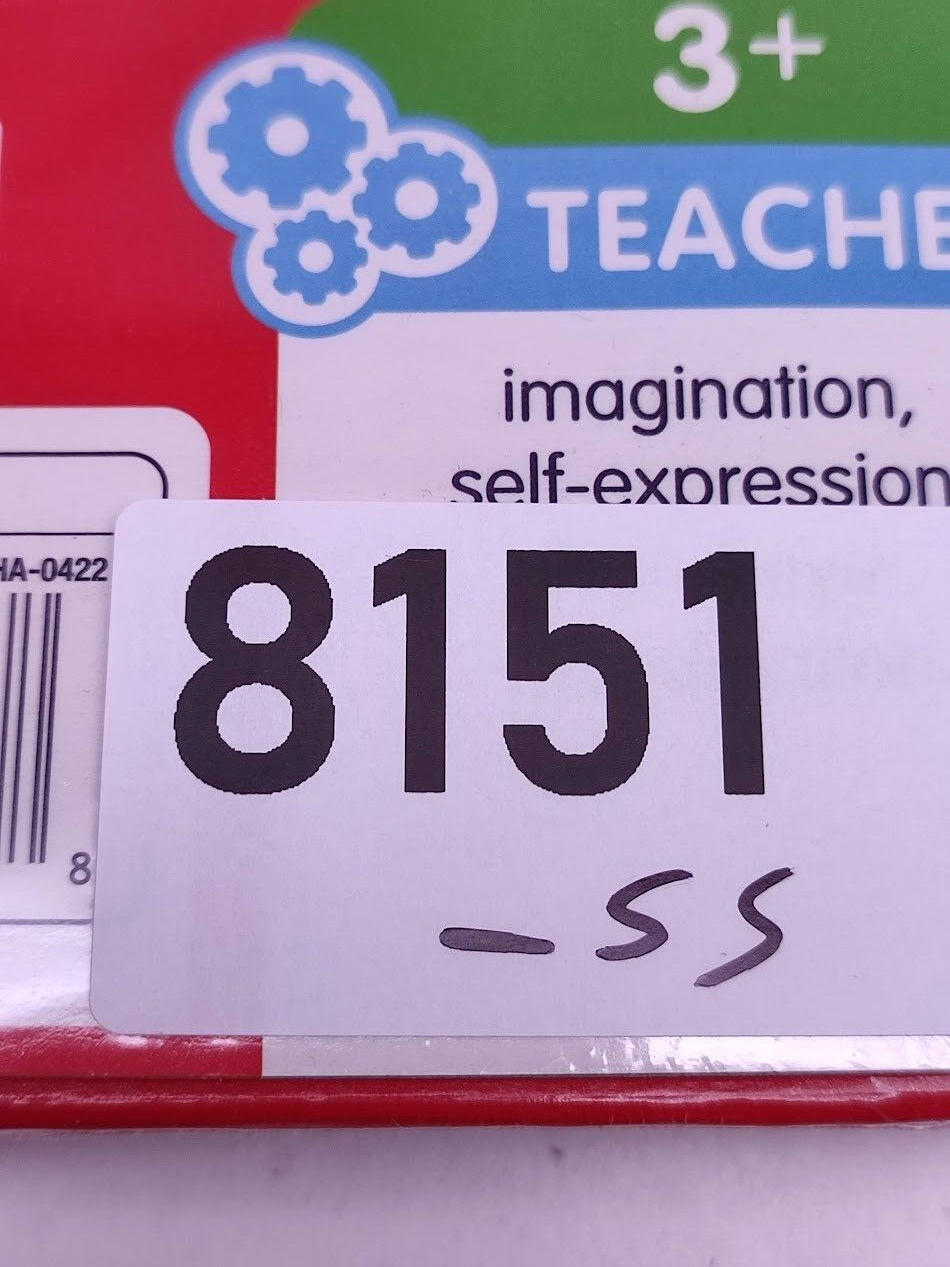 3+
TEACHE
imagination,
self-expression
HA-0422
8151
8
- SS